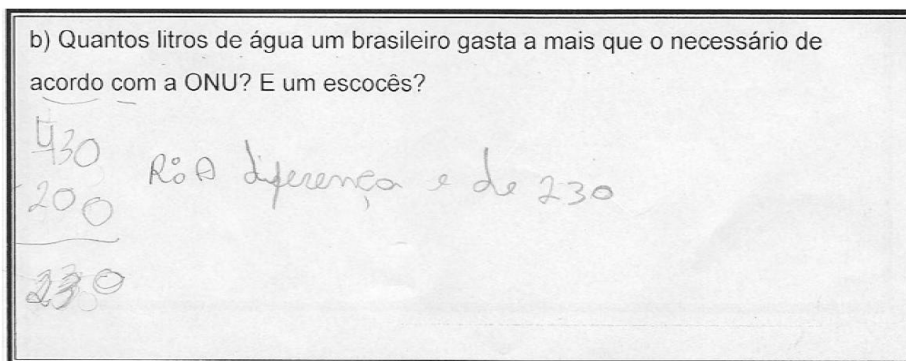 b) Quantos litros de água um brasileiro gasta a mais que o necessário de
acordo com a ONU? E um escocês?
430
- 200
230
R: A diferença e de 230